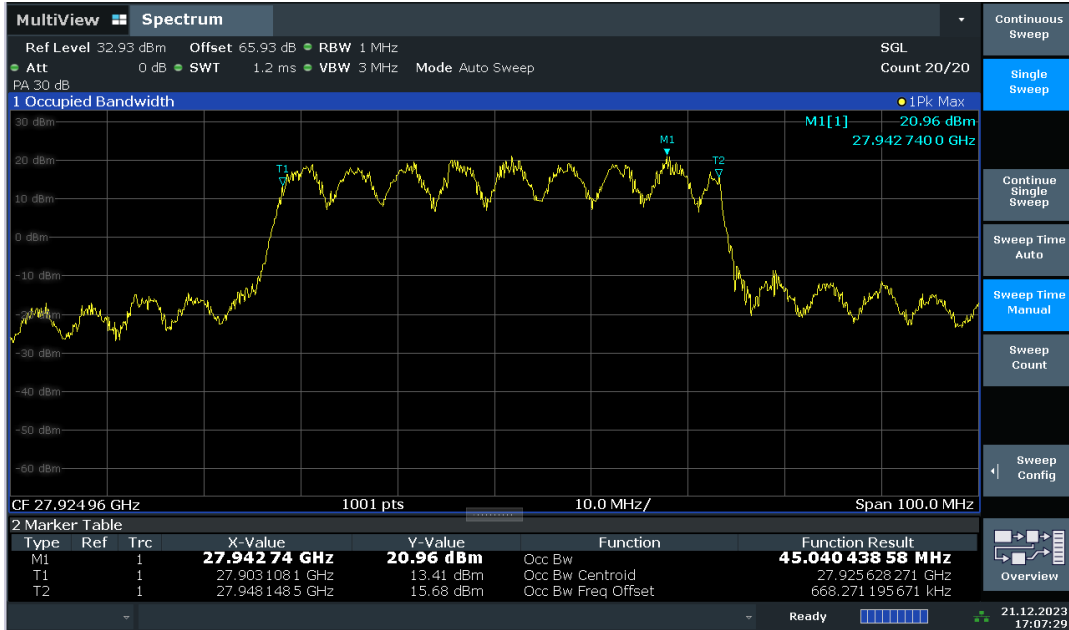 MultiView Spectrum
Ref Level 32.93 dBm Offset 65.93 dB RBW 1 MHz SGL
Att 0 dB SWT 1.2 ms VBW 3 MHz Mode Auto Sweep Count 20/20
PA 30 dB
1 Occupied Bandwidth 1Pk Max
30 dBm M1[1] 20.96 dBm
27.942 740 0 GHz
M1
20 dBm T1 T2
10 dBm
0 dBm
-10 dBm
-20 dBm
-30 dBm
-40 dBm
-50 dBm
-60 dBm
CF 27.924 96 GHz 1001 pts 10.0 MHz/ Span 100.0 MHz
2 Marker Table
Type Ref Trc X-Value Y-Value Function Function Result
M1 1 27.942 74 GHz 20.96 dBm Occ Bw 45.040 438 58 MHz
T1 1 27.903 108 1 GHz 13.41 dBm Occ Bw Centroid 27.925 628 271 GHz
T2 1 27.948 148 5 GHz 15.68 dBm Occ Bw Freq Offset 668.271 195 671 kHz
Ready 21.12.2023
17:07:29
Continuous
Sweep
Single
Sweep
Continue
Single
Sweep
Sweep Time
Auto
Sweep Time
Manual
Sweep
Count
Sweep
Config
Overview